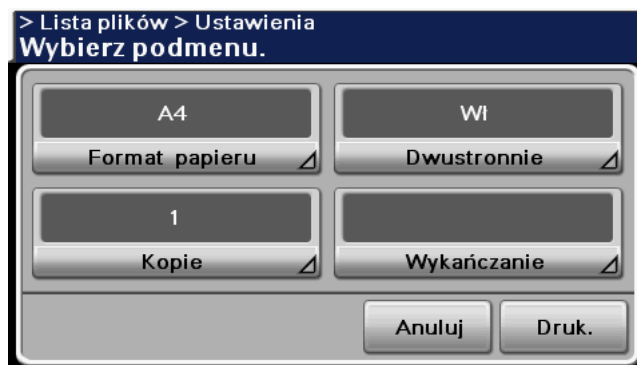 > Lista plików > Ustawienia
Wybierz podmenu.
A4
Wł
Format papieru
Dwustronnie
1
Kopie
Wykańczanie
Anuluj
Druk.